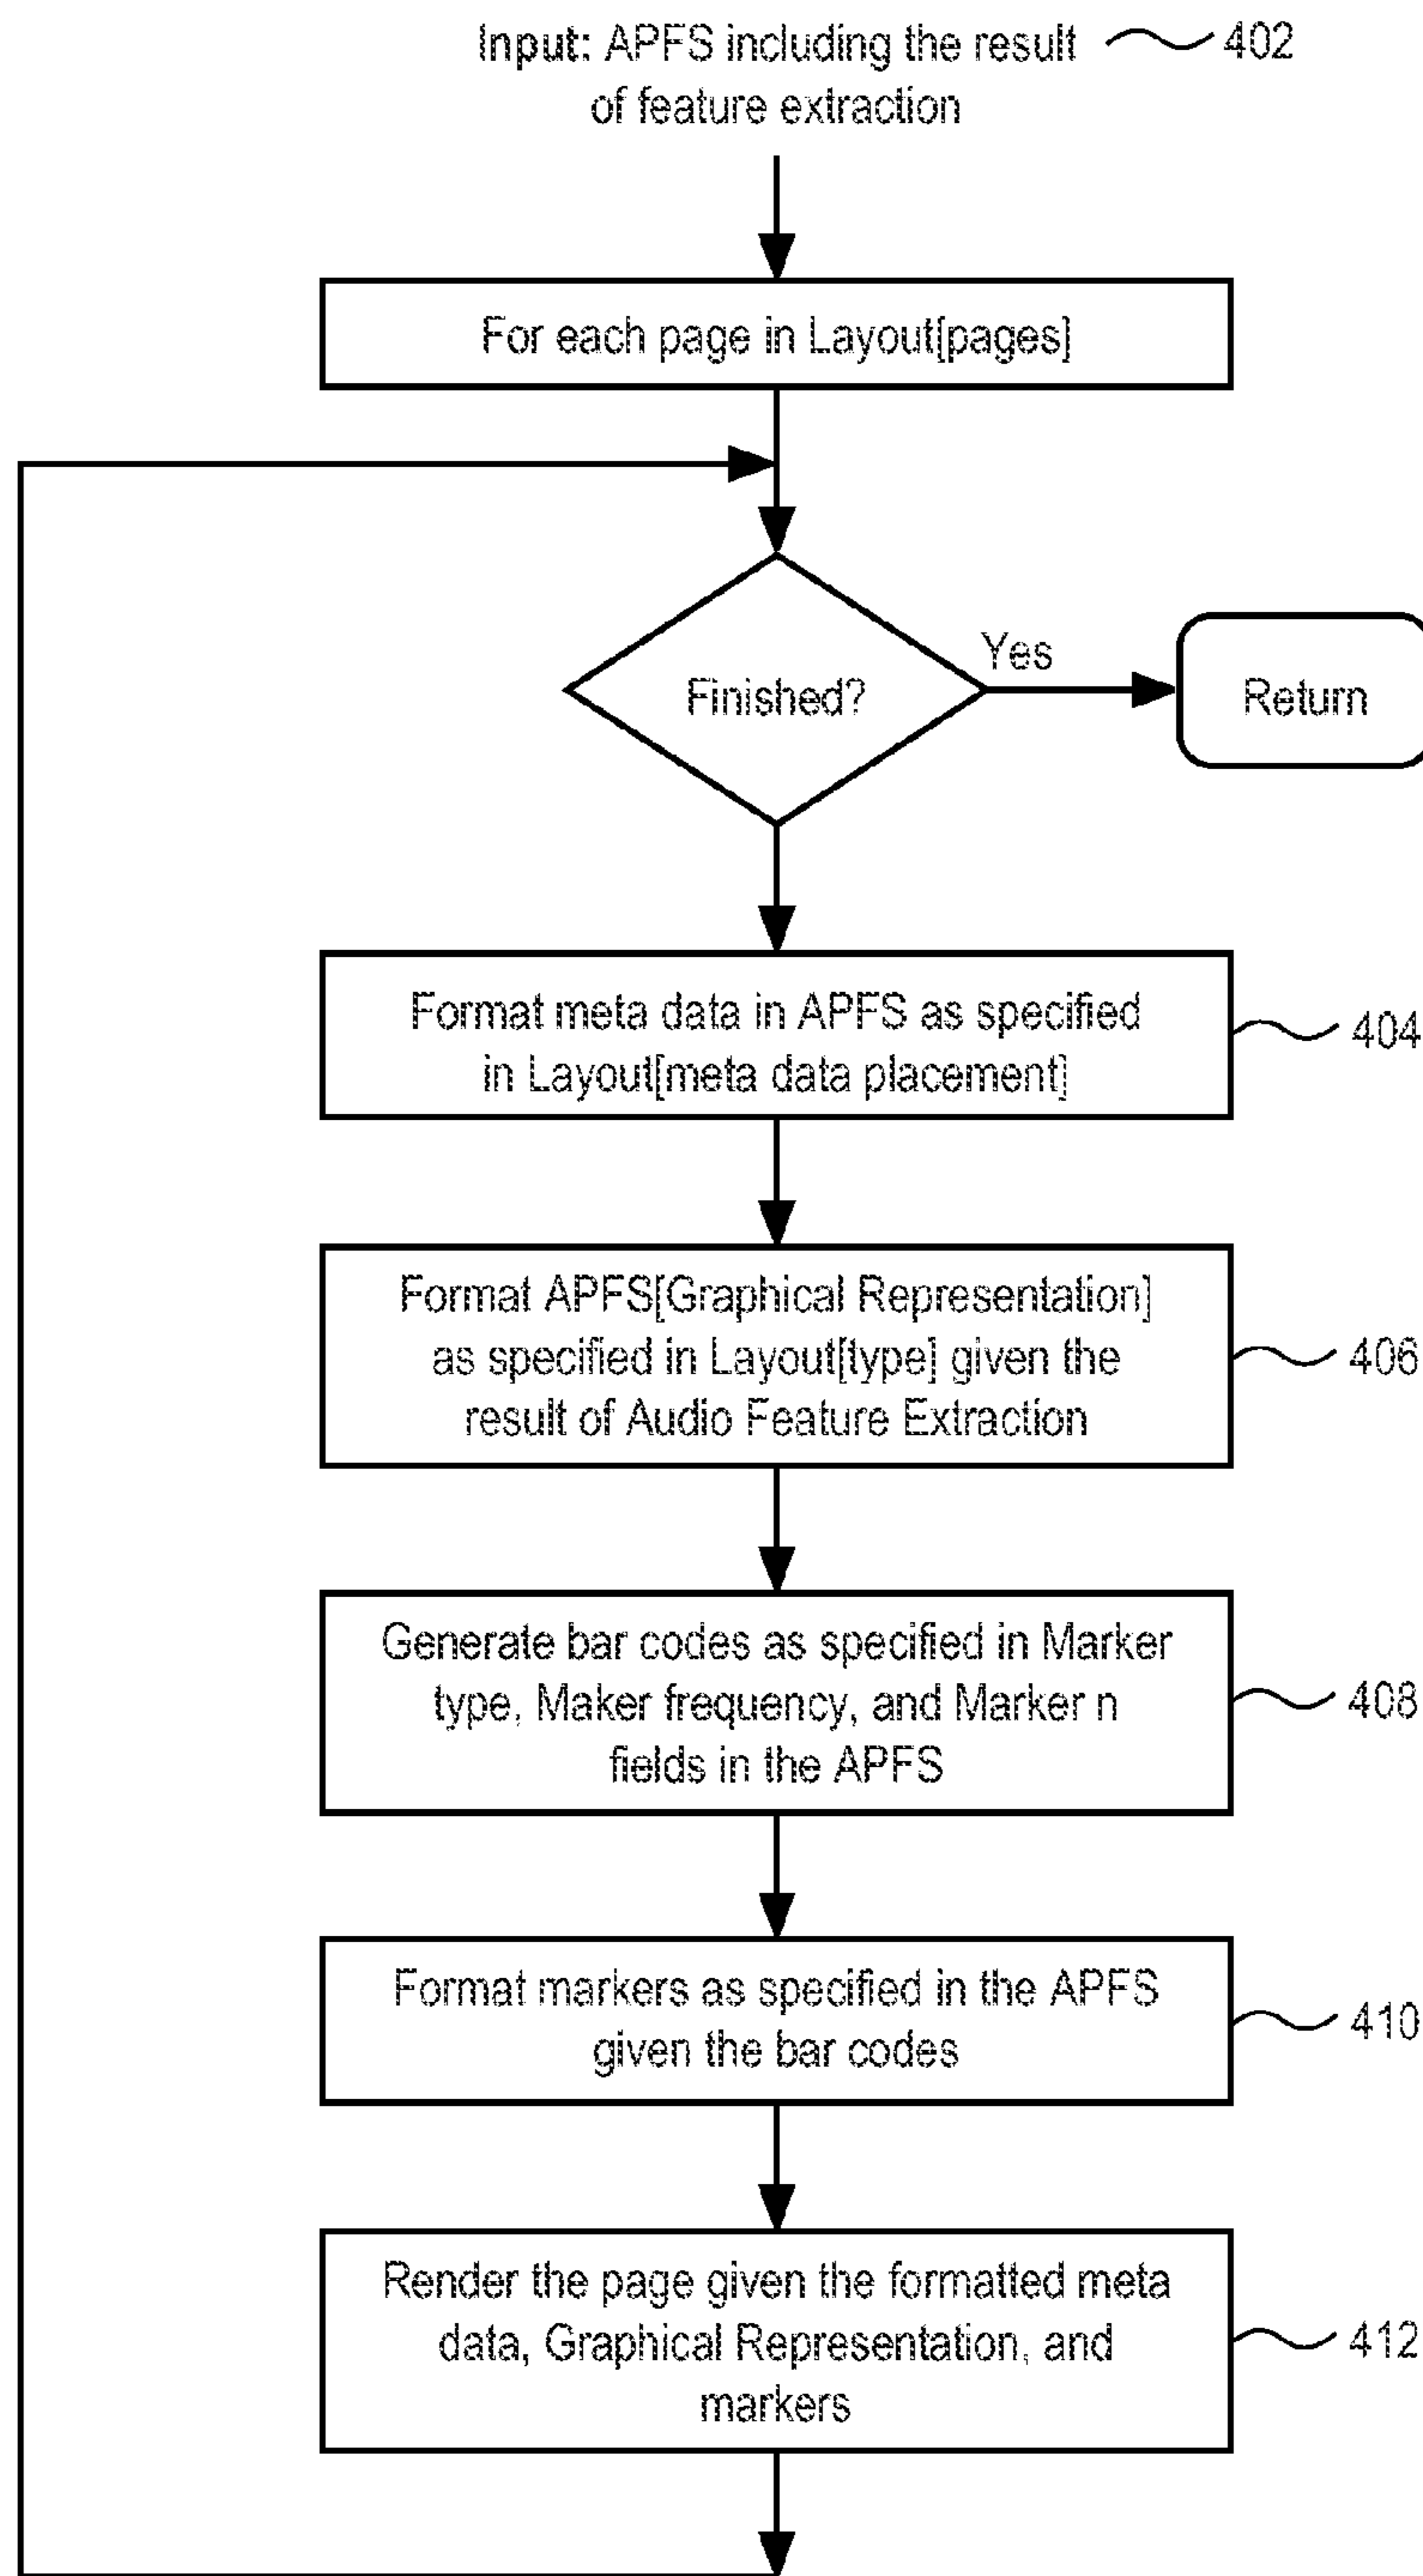 Input: APFS including the result 402
of feature extraction
For each page in Layout[pages]
Finished?
Yes
Return
Format meta data in APFS as specified
in Layout[meta data placement]
404
Format APFS[Graphical Representation]
as specified in Layout[type] given the
result of Audio Feature Extraction
406
Generate bar codes as specified in Marker
type, Maker frequency, and Marker n
fields in the APFS
408
Format markers as specified in the APFS
given the bar codes
410
Render the page given the formatted meta
data, Graphical Representation, and
markers
412